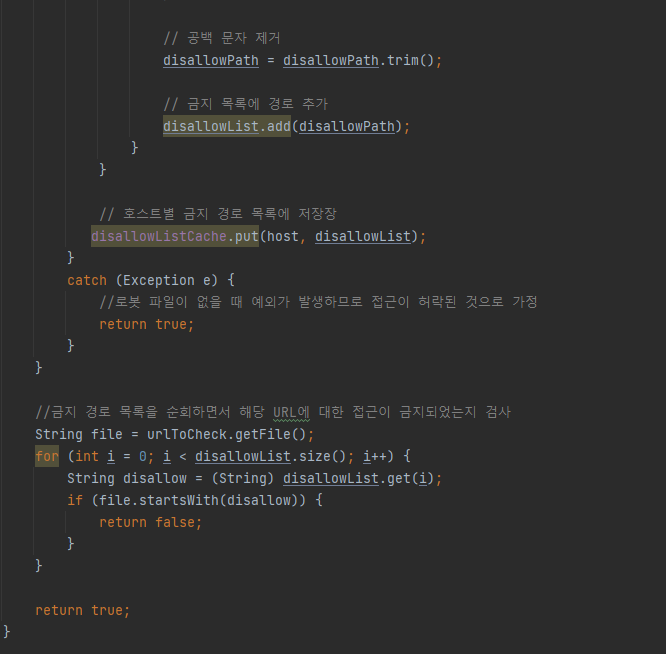 // 공백 문자 제거
disallowPath = disallowPath.trim();
// 금지 목록에 경로 추가
disallowList.add(disallowPath);
}
}
// 호스트별 금지 경로 목록에 저장장
disallowListCache.put(host, disallowList);
}
catch (Exception e) {
//로봇 파일이 없을 때 예외가 발생하므로 접근이 허락된 것으로 가정
return true;
}
}
//금지 경로 목록을 순회하면서 해당 URL에 대한 접근이 금지되었는지 검사
String file = urlToCheck.getFile();
for (int i = 0; i < disallowList.size(); i++) {
String disallow = (String) disallowList.get(i);
if (file.startsWith(disallow)) {
return false;
}
}
return true;
}